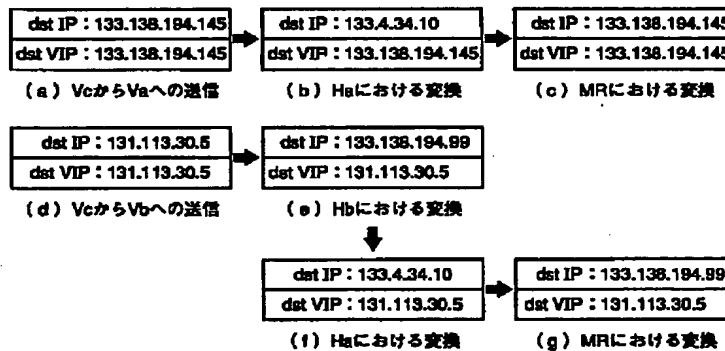 dst IP：133.138.194.145
dst VIP：133.138.194.145
(a) VcからVaへの送信
dst IP：133.4.34.10
dst VIP：133.138.194.145
(b) Haにおける変換
dst IP：133.138.194.145
dst VIP：133.138.194.145
(c) MRにおける変換
dst IP：131.113.30.5
dst VIP：131.113.30.5
(d) VcからVbへの送信
dst IP：133.138.194.99
dst VIP：131.113.30.5
(e) Hbにおける変換
dst IP：133.4.34.10
dst VIP：131.113.30.5
(f) Haにおける変換
dst IP：133.138.194.99
dst VIP：131.113.30.5
(g) MRにおける変換